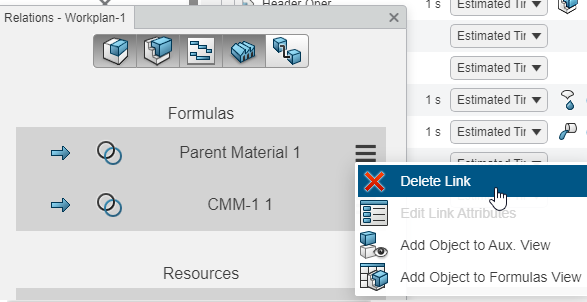 Header Oper
1 s Estimated Tir
Relations - Workplan-1
Estimated Tir
Estimated Tir
Formulas
1 s Estimated Tir
1 s Estimated Tir
Parent Material 1
Delete Link
CMM-1 1
Edit Link Attributes
Add Object to Aux. View
Resources
Add Object to Formulas View